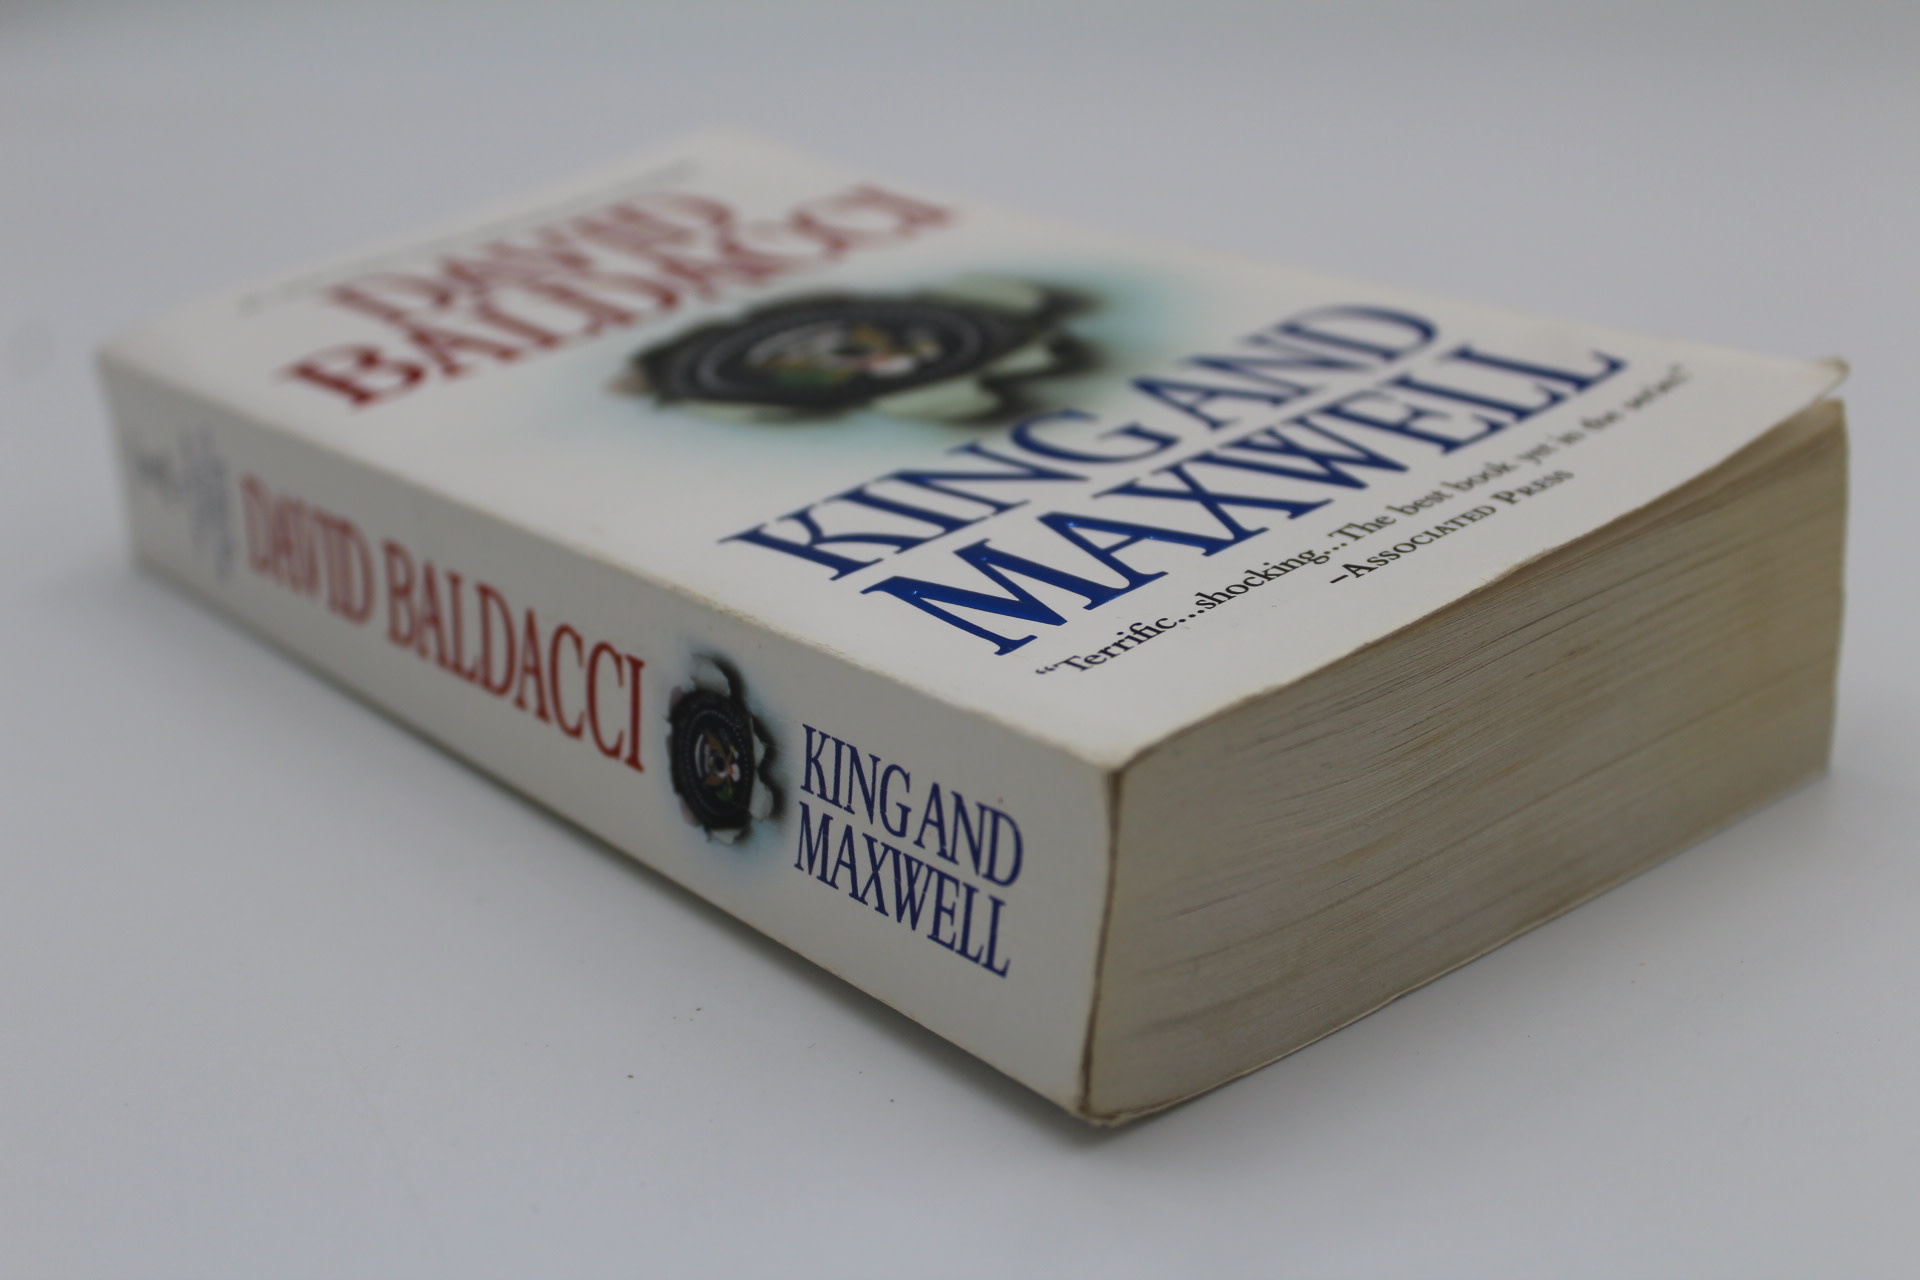 DAVID
BALDACCI
KING AND
MAXWELL
“Terrific...shocking...The best book yet in the series.”
–ASSOCIATED PRESS
DAVID BALDACCI
KING AND
MAXWELL